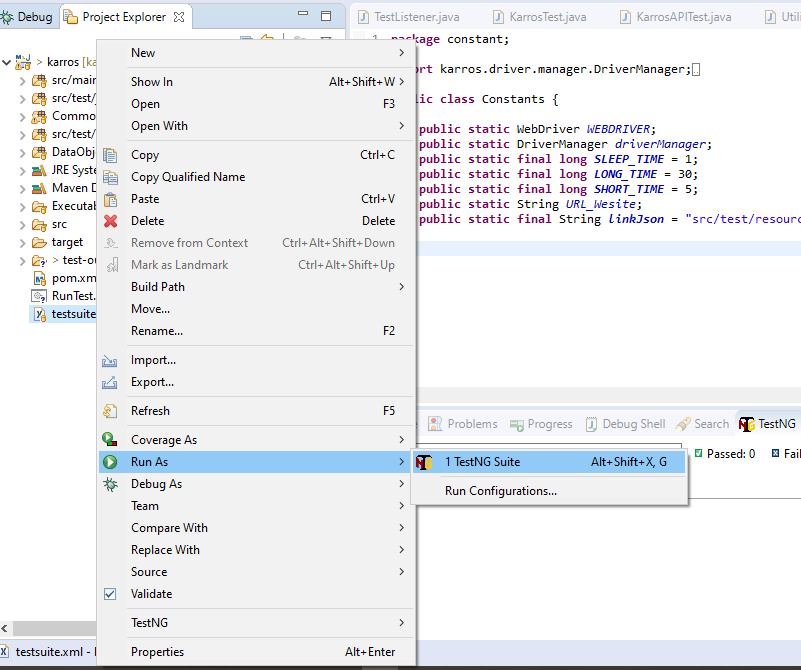 Debug
Project Explorer
TestListener.java
KarrosTest.java
KarrosAPITest.java
karros [ka
src/main
src/test/j
Commo
src/test/
DataObj
JRE Syste
Maven D
Executab
src
target
> test-ou
pom.xm
RunTest.
testsuite
New
Show In Alt+Shift+W
Open F3
Open With
Copy Ctrl+C
Copy Qualified Name
Paste Ctrl+V
Delete Delete
Remove from Context Ctrl+Alt+Shift+Down
Mark as Landmark Ctrl+Alt+Shift+Up
Build Path
Move...
Rename... F2
Import...
Export...
Refresh F5
Coverage As
Run As
Debug As
Team
Compare With
Replace With
Source
Validate
TestNG
Properties Alt+Enter
1 TestNG Suite Alt+Shift+X, G
Run Configurations...
1 package constant;
ort karros.driver.manager.DriverManager;
lic class Constants {
public static WebDriver WEBDRIVER;
public static DriverManager driverManager;
public static final long SLEEP_TIME = 1;
public static final long LONG_TIME = 30;
public static final long SHORT_TIME = 5;
public static String URL_Wesite;
public static final String linkJson = "src/test/resourc
Problems
Progress
Debug Shell
Search
TestNG
Passed: 0
Fail
testsuite.xml -